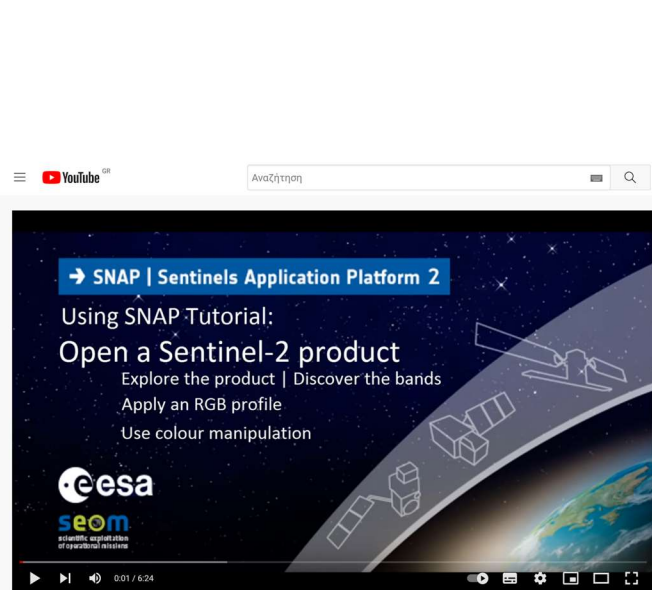 YouTube GR
Αναζήτηση
→ SNAP | Sentinels Application Platform 2
Using SNAP Tutorial:
Open a Sentinel-2 product
Explore the product | Discover the bands
Apply an RGB profile
Use colour manipulation
esa
seom
scientific exploitation
of operational missions
0:01 / 6:24